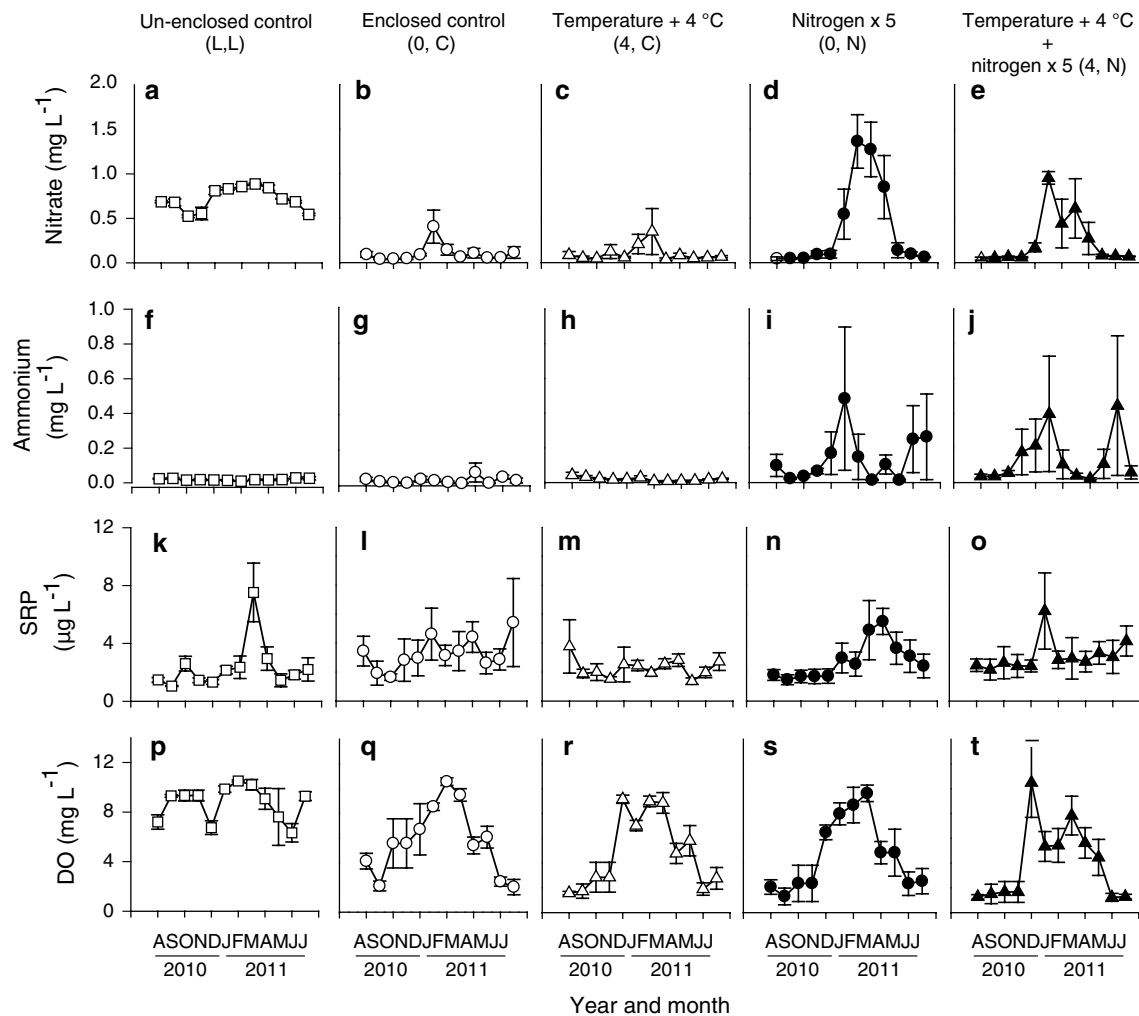 Un-enclosed control
(L,L)
Enclosed control
(0, C)
Temperature + 4 °C
(4, C)
Nitrogen x 5
(0, N)
Temperature + 4 °C
+
nitrogen x 5 (4, N)
Nitrate (mg L⁻¹)
2.0
1.5
1.0
0.5
0.0
a
b
c
d
e
Ammonium
(mg L⁻¹)
1.0
0.8
0.6
0.4
0.2
0.0
f
g
h
i
j
SRP
(µg L⁻¹)
12
8
4
0
k
l
m
n
o
DO (mg L⁻¹)
12
8
4
0
p
q
r
s
t
ASONDJFMAMJJ
ASONDJFMAMJJ
ASONDJFMAMJJ
ASONDJFMAMJJ
ASONDJFMAMJJ
2010 2011
2010 2011
2010 2011
2010 2011
2010 2011
Year and month